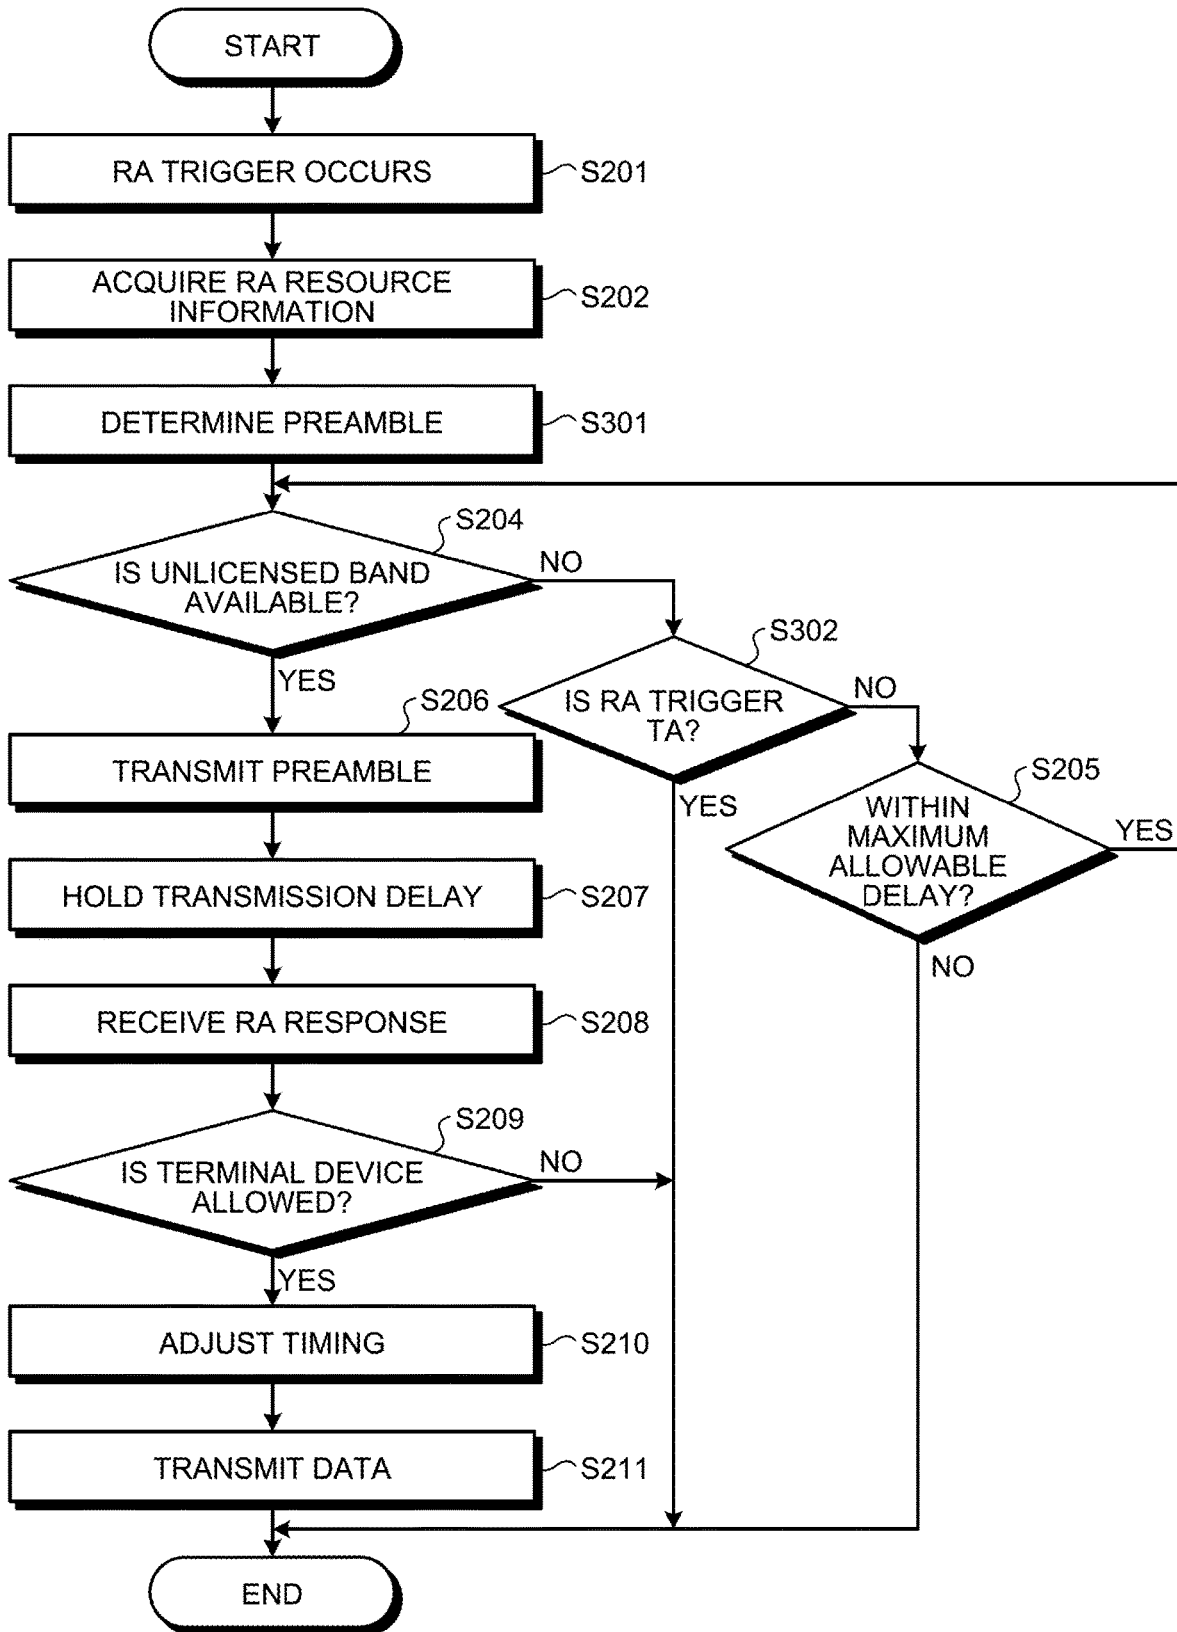 START
RA TRIGGER OCCURS
S201
ACQUIRE RA RESOURCE
INFORMATION
S202
DETERMINE PREAMBLE
S301
S204
IS UNLICENSED BAND
AVAILABLE?
NO
YES
S302
IS RA TRIGGER
TA?
NO
YES
S205
WITHIN
MAXIMUM
ALLOWABLE
DELAY?
YES
NO
S206
TRANSMIT PREAMBLE
HOLD TRANSMISSION DELAY
S207
RECEIVE RA RESPONSE
S208
S209
IS TERMINAL DEVICE
ALLOWED?
NO
YES
ADJUST TIMING
S210
TRANSMIT DATA
S211
END